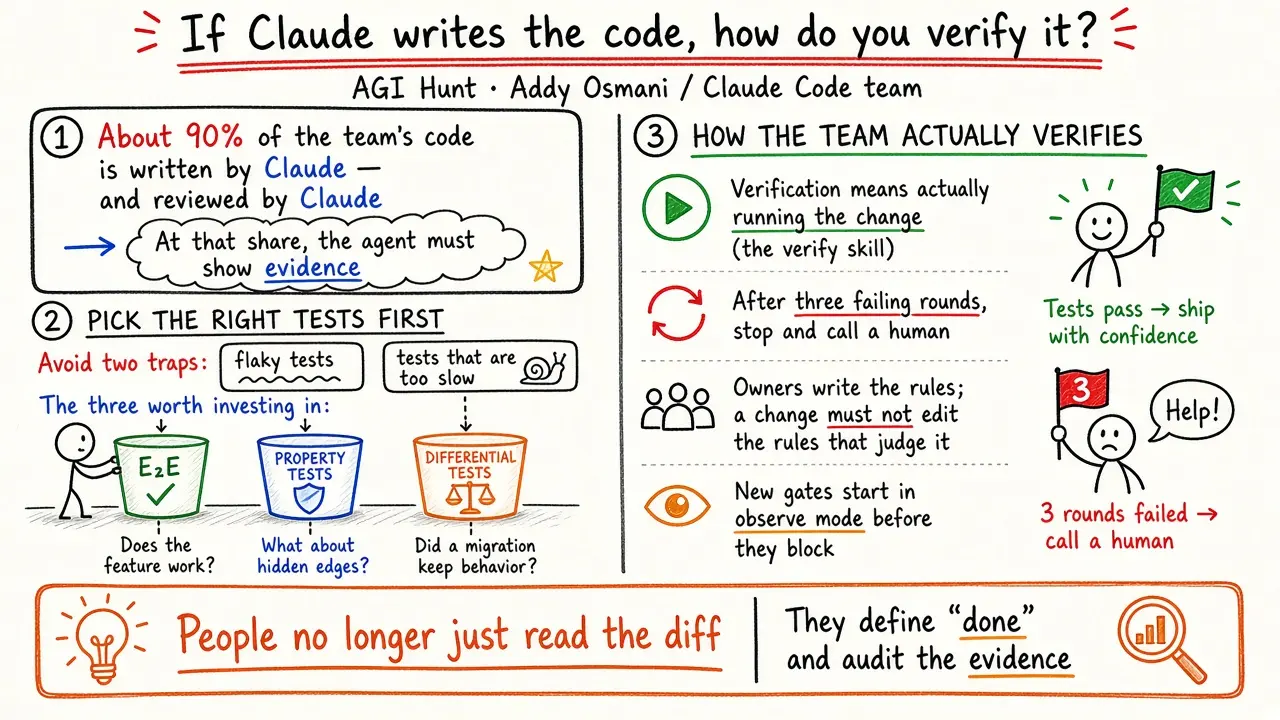 If Claude writes the code, how do you verify it?
AGI Hunt · Addy Osmani / Claude Code team
1
About 90% of the team's code
is written by Claude —
and reviewed by Claude
At that share, the agent must
show evidence
2 PICK THE RIGHT TESTS FIRST
Avoid two traps:
flaky tests
tests that are
too slow
The three worth investing in:
E2E
PROPERTY
TESTS
DIFFERENTIAL
TESTS
Does the
feature work?
What about
hidden edges?
Did a migration
keep behavior?
3 HOW THE TEAM ACTUALLY VERIFIES
Verification means actually
running the change
(the verify skill)
After three failing rounds,
stop and call a human
Owners write the rules;
a change must not edit
the rules that judge it
New gates start in
observe mode before
they block
Tests pass → ship
with confidence
3
Help!
3 rounds failed →
call a human
People no longer just read the diff
They define “done”
and audit the evidence